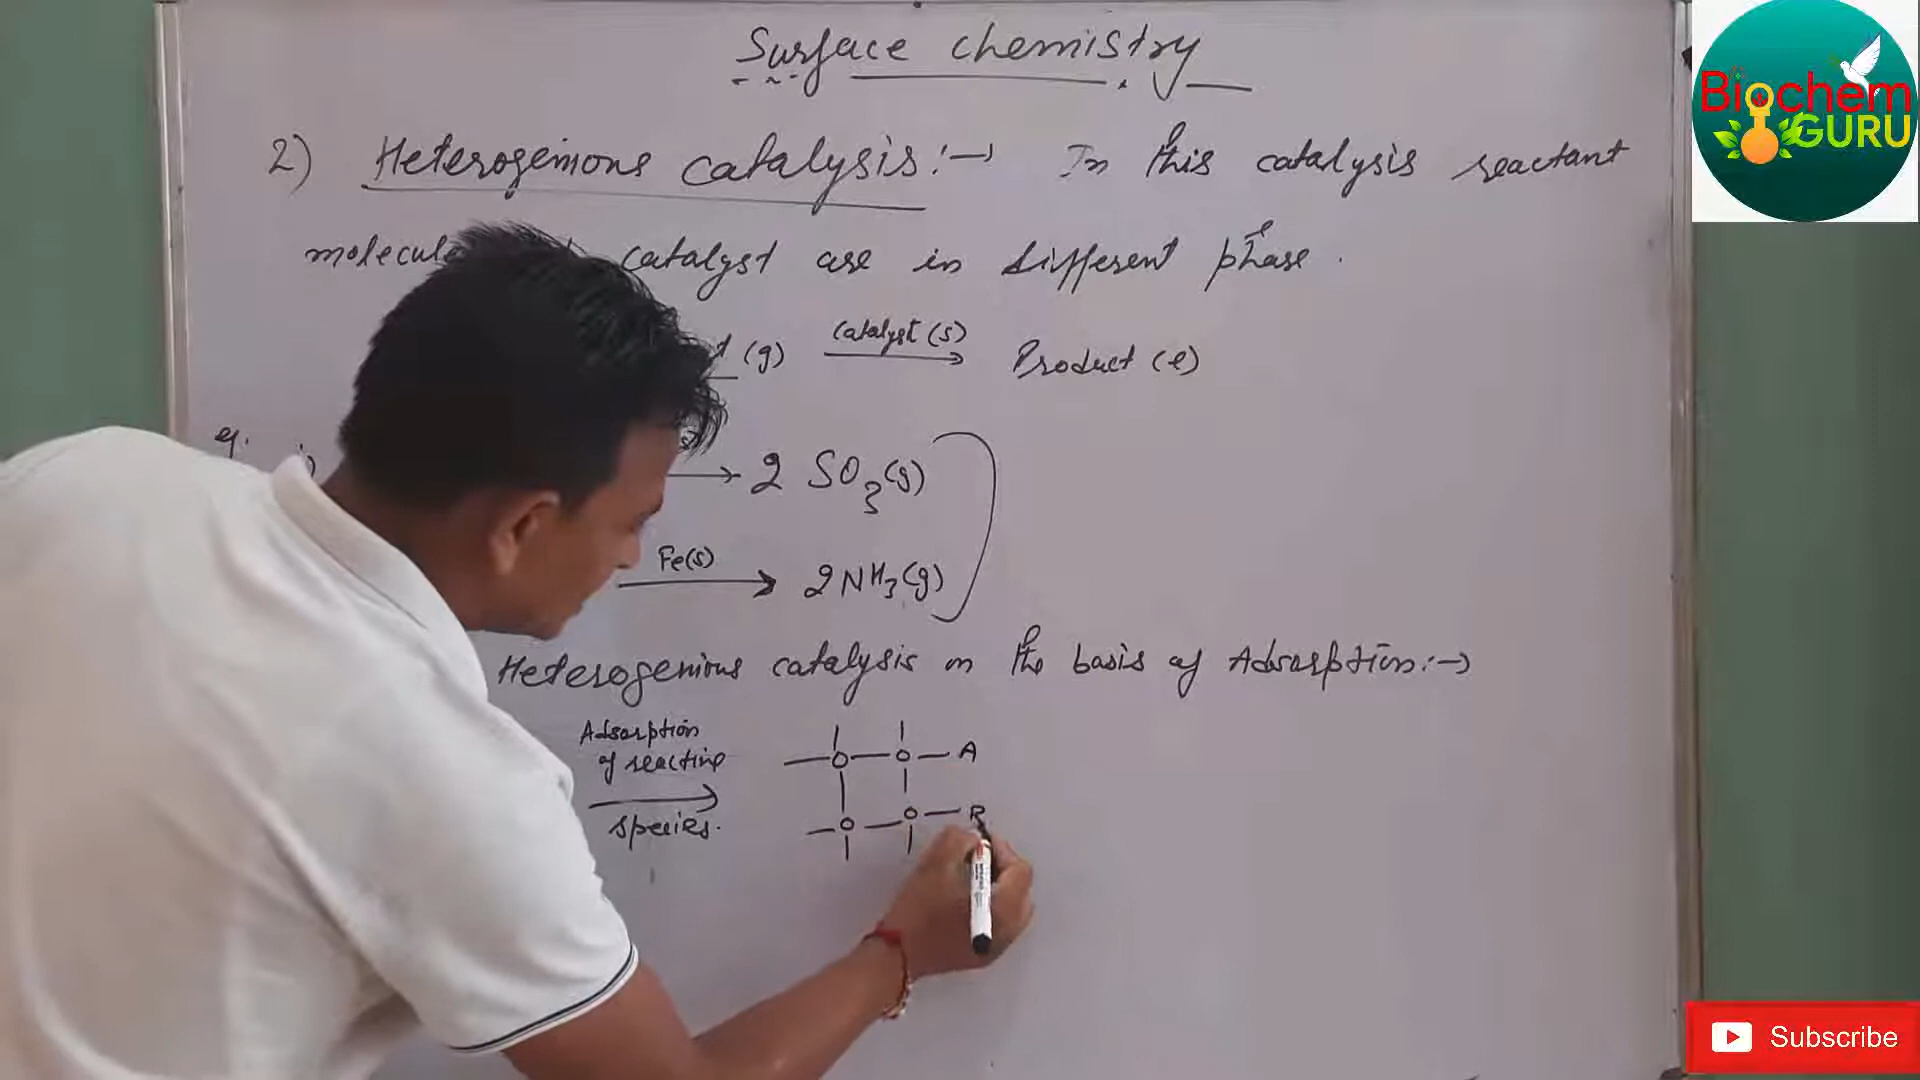 Surface chemistry
Biochem
GURU
2) Heterogenious catalysis:→ In this catalysis reactant
catalyst are in different phase.
(g) catalyst (s) → Product (l)
eg.
→ 2 SO₃(g)
Fe(s) → 2NH₃(g)
Heterogenious catalysis on the basis of Adsorption:→
Adsorption
of reacting
species.
O O A
O O B
Subscribe